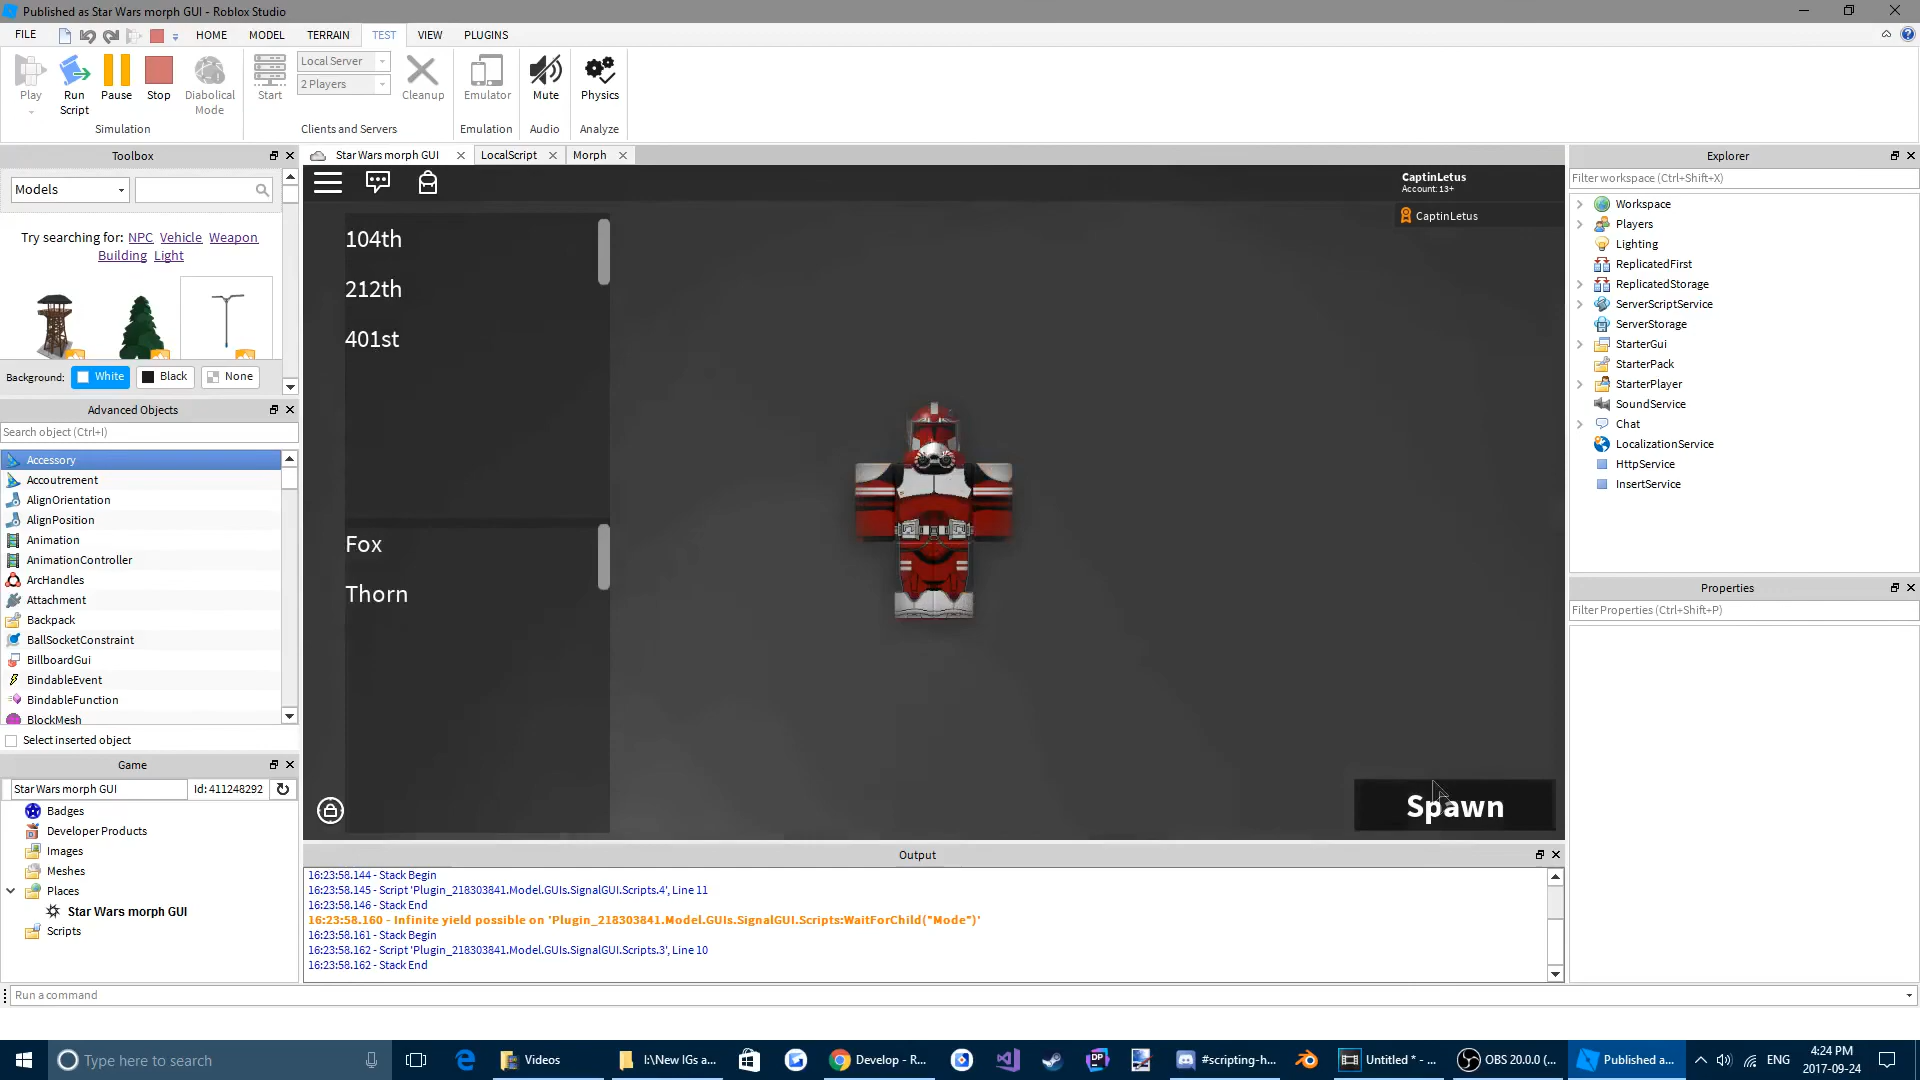 Published as Star Wars morph GUI - Roblox Studio
FILE HOME MODEL TERRAIN TEST VIEW PLUGINS
Play
Run Script
Pause
Stop
Diabolical Mode
Simulation
Start
Local Server
2 Players
Cleanup
Clients and Servers
Emulator
Emulation
Mute
Audio
Physics
Analyze
Toolbox
Models
Try searching for: NPC Vehicle Weapon
Building Light
Background: White Black None
Advanced Objects
Search object (Ctrl+I)
Accessory
Accoutrement
AlignOrientation
AlignPosition
Animation
AnimationController
ArcHandles
Attachment
Backpack
BallSocketConstraint
BillboardGui
BindableEvent
BindableFunction
BlockMesh
Select inserted object
Game
Star Wars morph GUI Id: 411248292
Badges
Developer Products
Images
Meshes
Places
Star Wars morph GUI
Scripts
Star Wars morph GUI LocalScript Morph
CaptinLetus
Account: 13+
CaptinLetus
104th
212th
401st
Fox
Thorn
Spawn
Output
16:23:58.144 - Stack Begin
16:23:58.145 - Script 'Plugin_218303841.Model.GUIs.SignalGUI.Scripts.4', Line 11
16:23:58.146 - Stack End
16:23:58.160 - Infinite yield possible on 'Plugin_218303841.Model.GUIs.SignalGUI.Scripts:WaitForChild("Mode")'
16:23:58.161 - Stack Begin
16:23:58.162 - Script 'Plugin_218303841.Model.GUIs.SignalGUI.Scripts.3', Line 10
16:23:58.162 - Stack End
Explorer
Filter workspace (Ctrl+Shift+X)
Workspace
Players
Lighting
ReplicatedFirst
ReplicatedStorage
ServerScriptService
ServerStorage
StarterGui
StarterPack
StarterPlayer
SoundService
Chat
LocalizationService
HttpService
InsertService
Properties
Filter Properties (Ctrl+Shift+P)
Run a command
Type here to search
Videos
I:\New IGs a...
Develop - R...
DP
#scripting-h...
Untitled * - ...
OBS 20.0.0 (...
Published a...
ENG
4:24 PM
2017-09-24